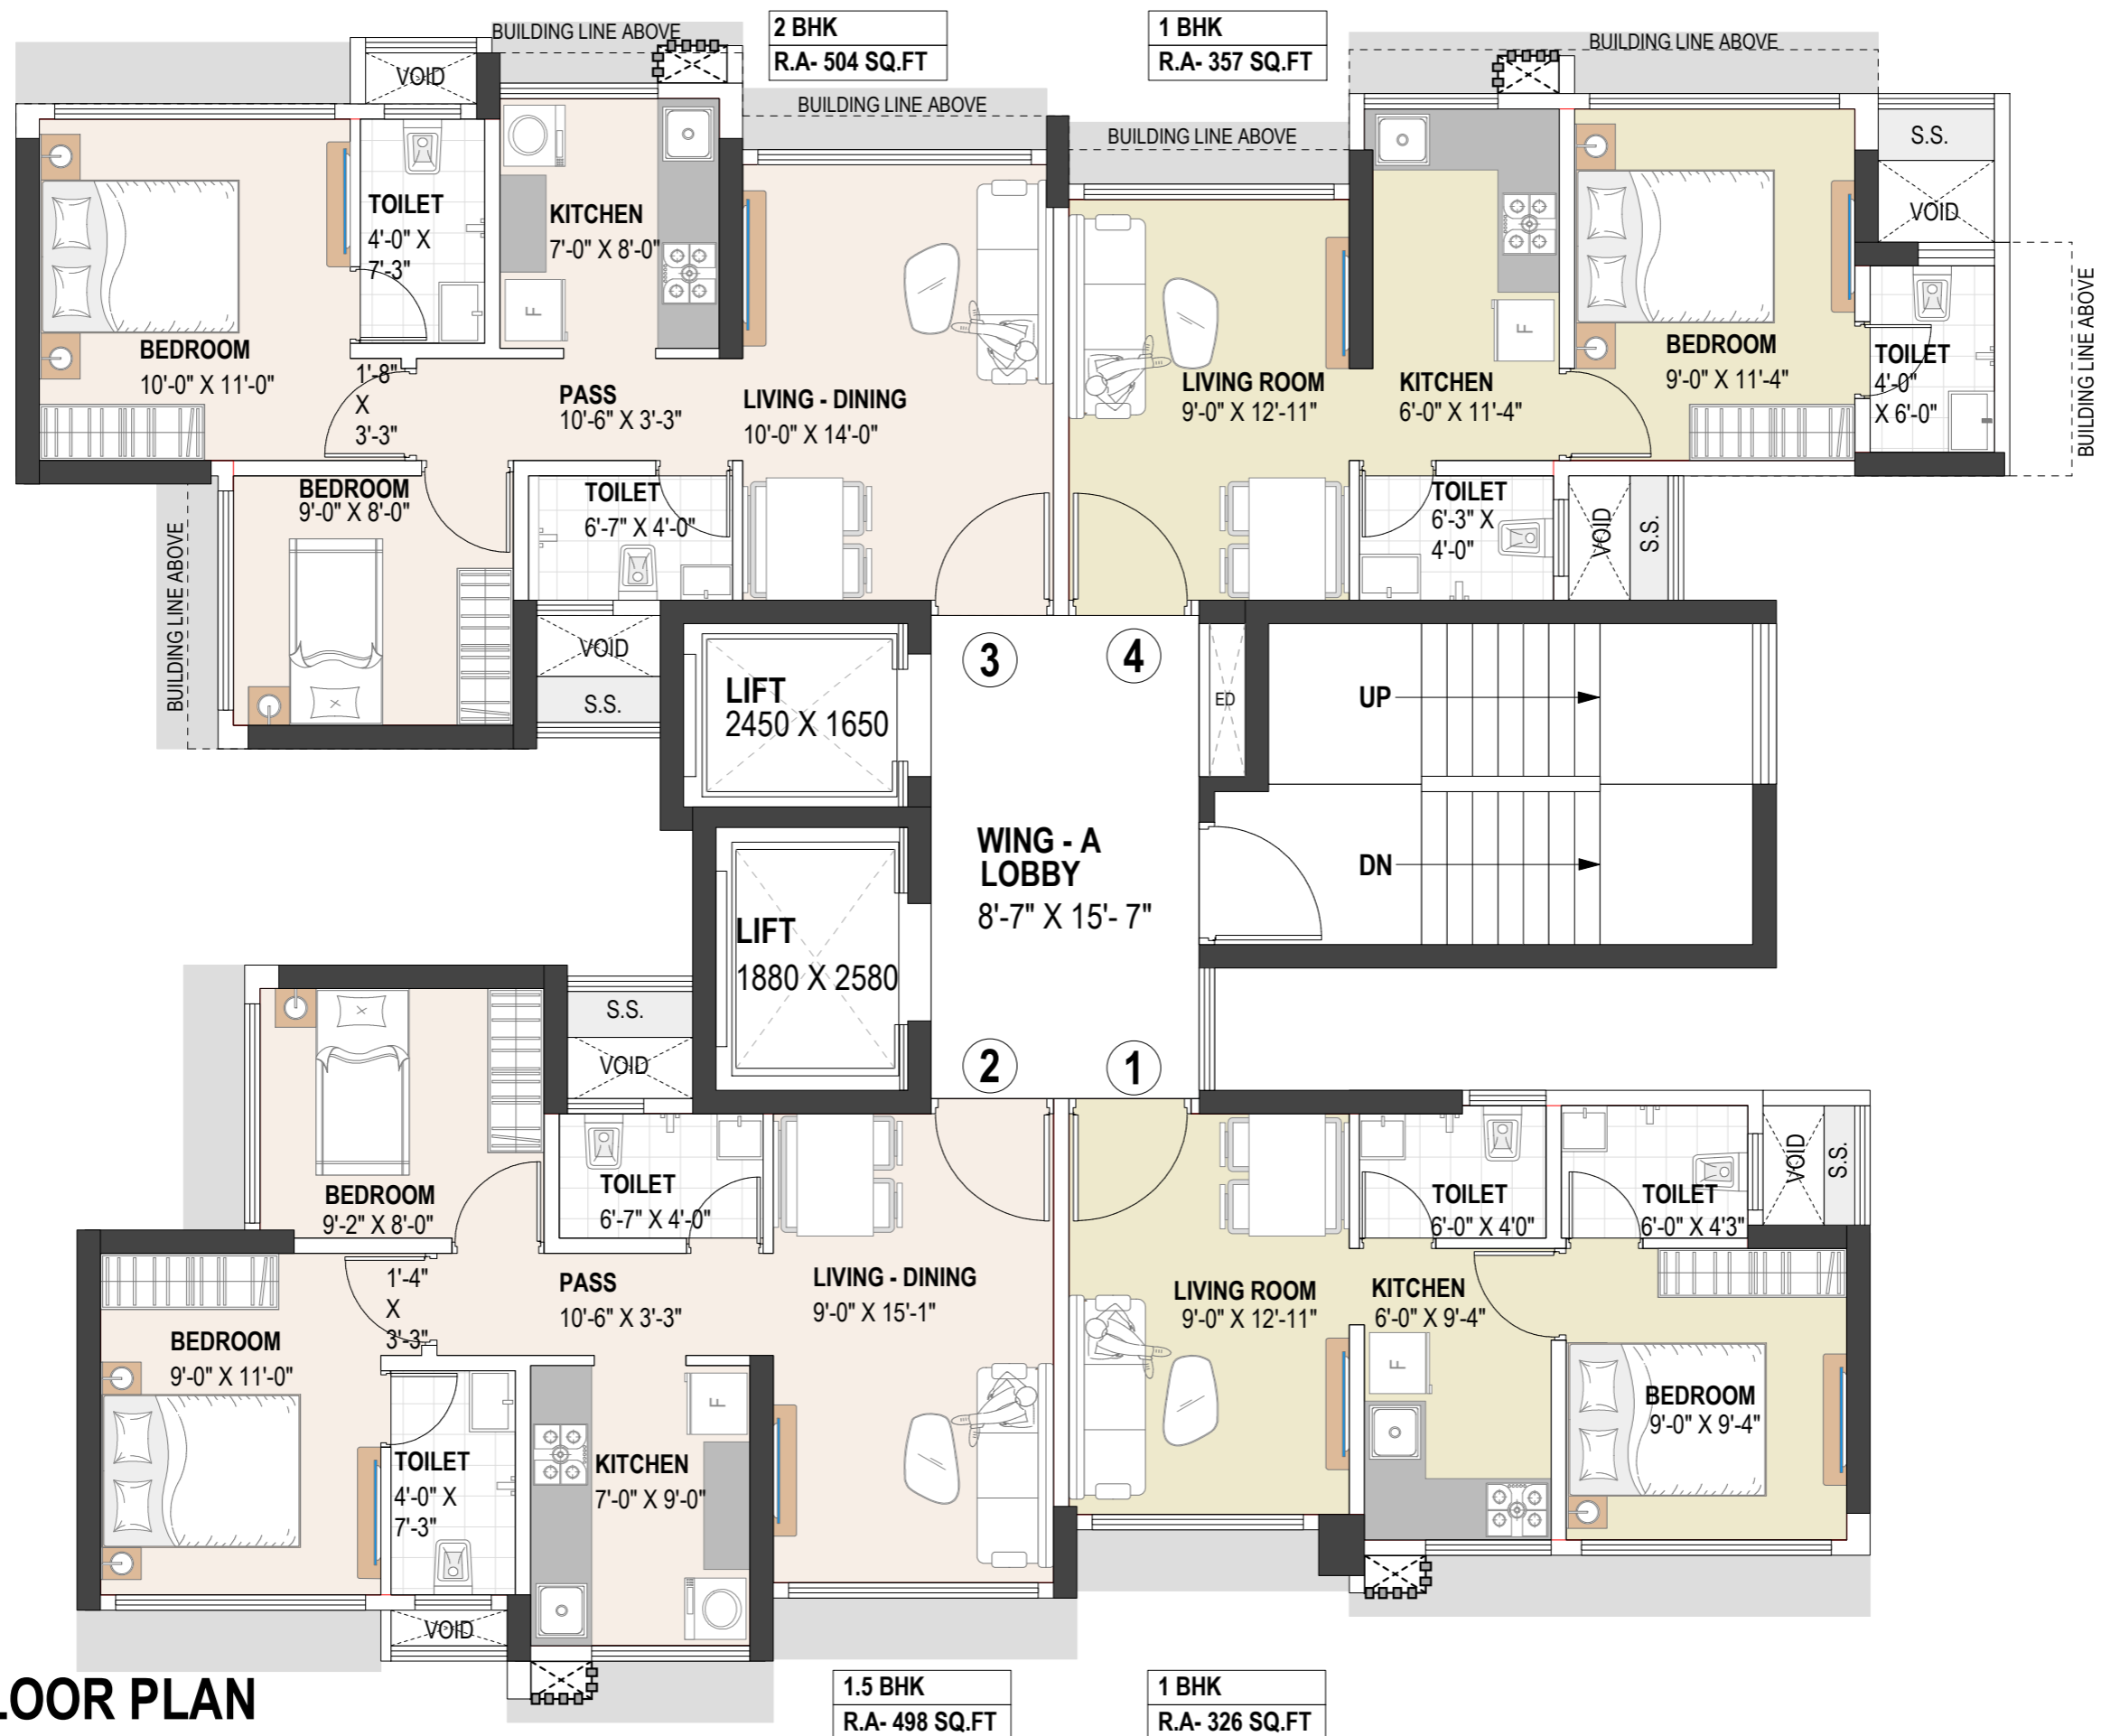 BUILDING LINE ABOVE
2 BHK
R.A- 504 SQ.FT
1 BHK
R.A- 357 SQ.FT
BUILDING LINE ABOVE
VOID
BUILDING LINE ABOVE
BUILDING LINE ABOVE
S.S.
VOID
TOILET
4'-0" X
7'-3"
KITCHEN
7'-0" X 8'-0"
F
BEDROOM
10'-0" X 11'-0"
1'-8"
X
3'-3"
PASS
10'-6" X 3'-3"
LIVING - DINING
10'-0" X 14'-0"
LIVING ROOM
9'-0" X 12'-11"
KITCHEN
6'-0" X 11'-4"
F
BEDROOM
9'-0" X 11'-4"
TOILET
4'-0"
X 6'-0"
BUILDING LINE ABOVE
BEDROOM
9'-0" X 8'-0"
TOILET
6'-7" X 4'-0"
TOILET
6'-3" X
4'-0"
VOID
S.S.
BUILDING LINE ABOVE
VOID
S.S.
LIFT
2450 X 1650
3
4
ED
UP
WING - A
LOBBY
8'-7" X 15'- 7"
DN
LIFT
1880 X 2580
S.S.
VOID
2
1
BEDROOM
9'-2" X 8'-0"
TOILET
6'-7" X 4'-0"
TOILET
6'-0" X 4'0"
TOILET
6'-0" X 4'3"
VOID
S.S.
1'-4"
X
3'-3"
PASS
10'-6" X 3'-3"
LIVING - DINING
9'-0" X 15'-1"
LIVING ROOM
9'-0" X 12'-11"
KITCHEN
6'-0" X 9'-4"
F
BEDROOM
9'-0" X 11'-0"
BEDROOM
9'-0" X 9'-4"
F
TOILET
4'-0" X
7'-3"
KITCHEN
7'-0" X 9'-0"
VOID
LOOR PLAN
1.5 BHK
R.A- 498 SQ.FT
1 BHK
R.A- 326 SQ.FT